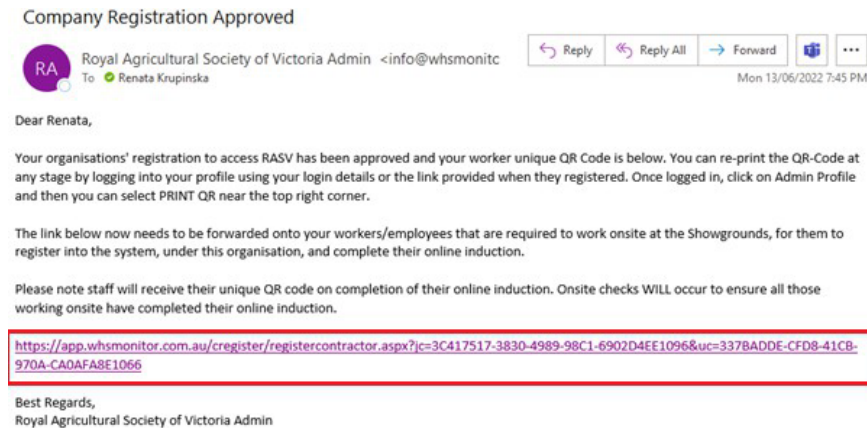 Company Registration Approved
RA
Royal Agricultural Society of Victoria Admin <info@whsmonitc
To Renata Krupinska
Reply
Reply All
Forward
Mon 13/06/2022 7:45 PM
Dear Renata,
Your organisations' registration to access RASV has been approved and your worker unique QR Code is below. You can re-print the QR-Code at
any stage by logging into your profile using your login details or the link provided when they registered. Once logged in, click on Admin Profile
and then you can select PRINT QR near the top right corner.
The link below now needs to be forwarded onto your workers/employees that are required to work onsite at the Showgrounds, for them to
register into the system, under this organisation, and complete their online induction.
Please note staff will receive their unique QR code on completion of their online induction. Onsite checks WILL occur to ensure all those
working onsite have completed their online induction.
https://app.whsmonitor.com.au/cregister/registercontractor.aspx?jc=3C417517-3830-4989-98C1-6902D4EE1096&uc=337BADDE-CFD8-41CB-
970A-CA0AFA8E1066
Best Regards,
Royal Agricultural Society of Victoria Admin